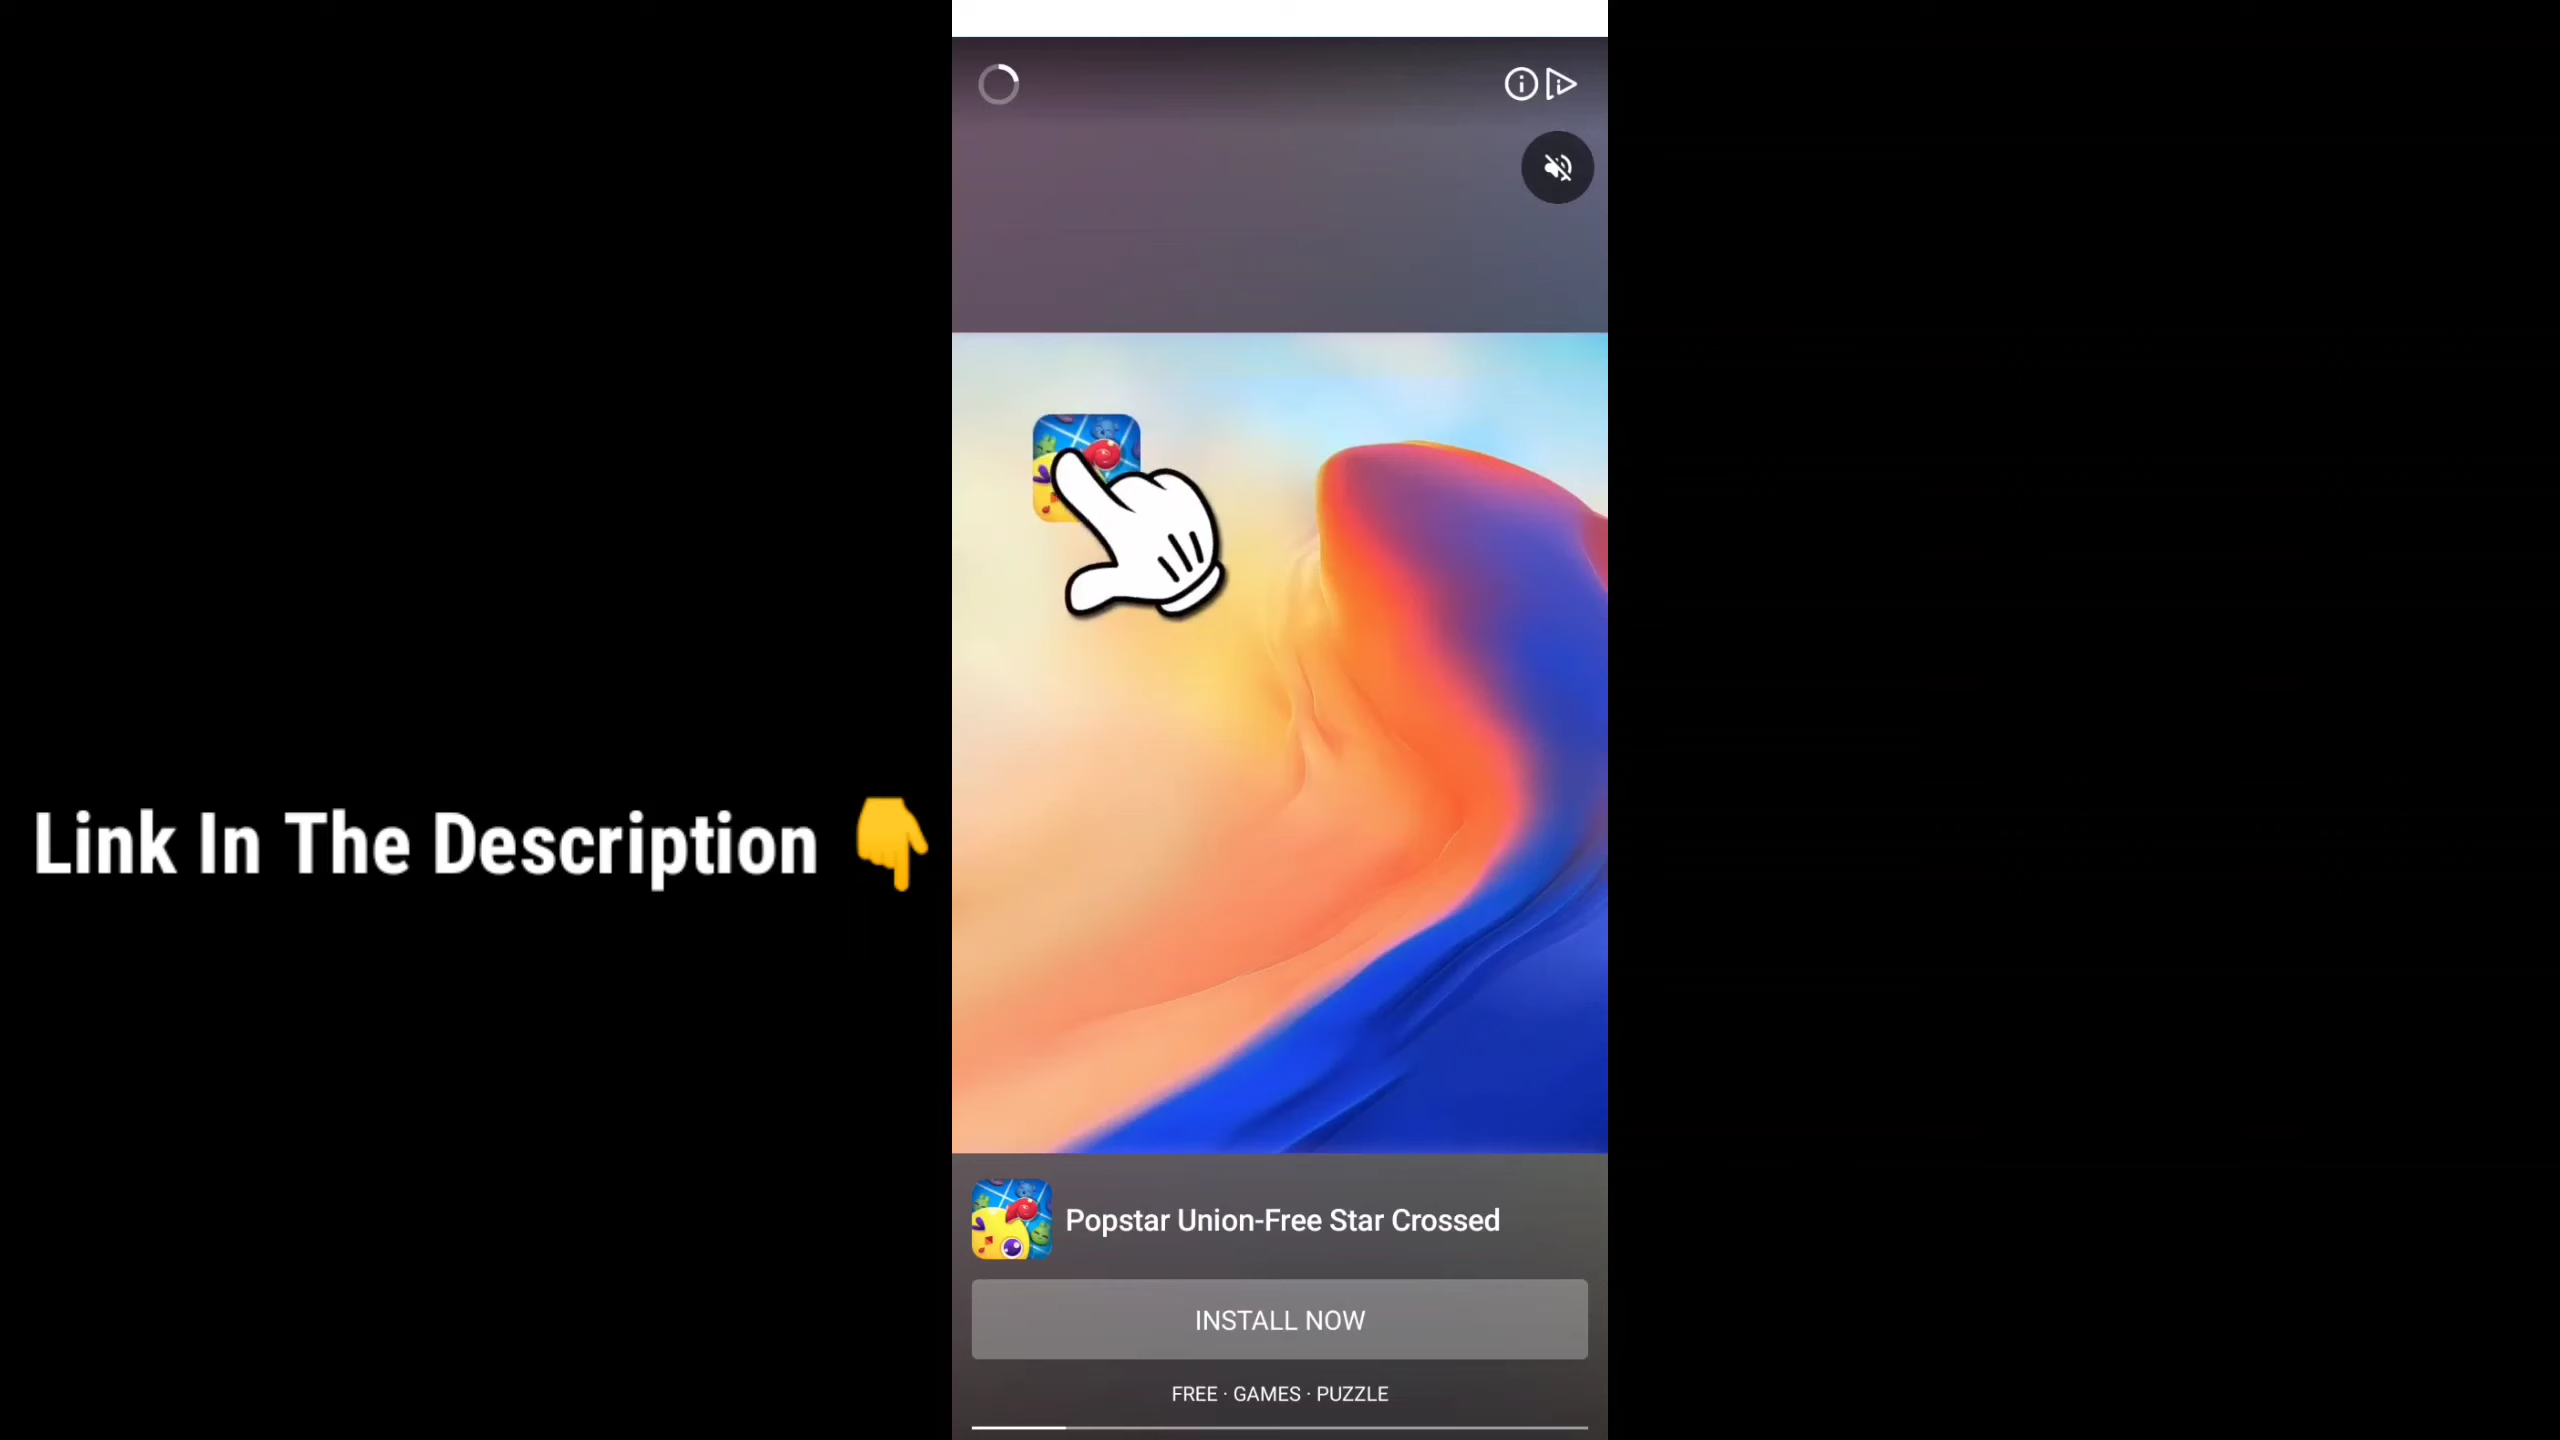 Link In The Description 👇
Popstar Union-Free Star Crossed
INSTALL NOW
FREE · GAMES · PUZZLE